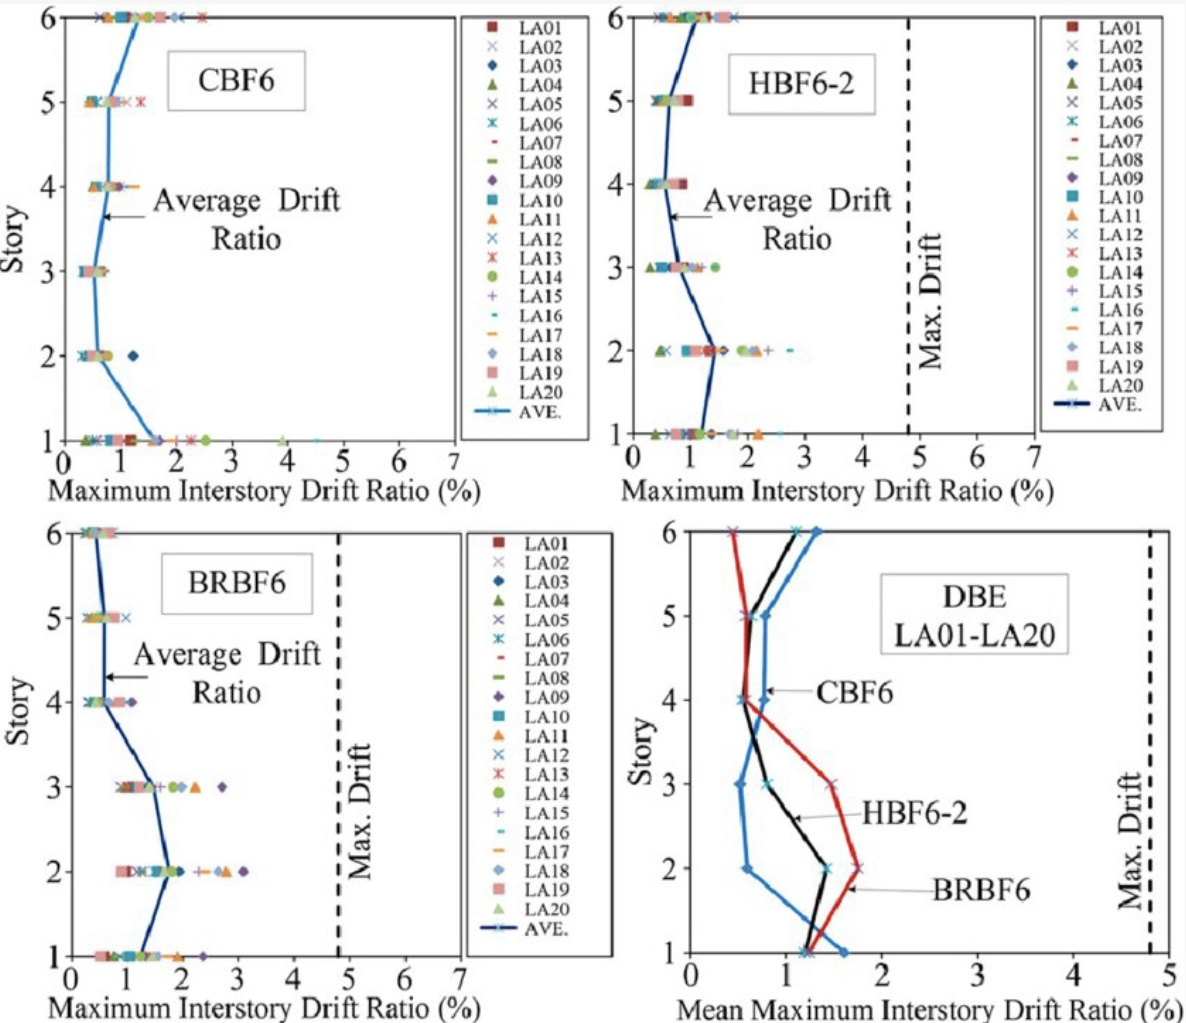 CBF6
Average Drift
Ratio
Story
6
5
4
3
2
1
0 1 2 3 4 5 6 7
Maximum Interstory Drift Ratio (%)
LA01
LA02
LA03
LA04
LA05
LA06
LA07
LA08
LA09
LA10
LA11
LA12
LA13
LA14
LA15
LA16
LA17
LA18
LA19
LA20
AVE.
HBF6-2
Average Drift
Ratio
Max. Drift
6
5
4
3
2
1
0 1 2 3 4 5 6 7
Maximum Interstory Drift Ratio (%)
LA01
LA02
LA03
LA04
LA05
LA06
LA07
LA08
LA09
LA10
LA11
LA12
LA13
LA14
LA15
LA16
LA17
LA18
LA19
LA20
AVE.
BRBF6
Average Drift
Ratio
Max. Drift
Story
6
5
4
3
2
1
0 1 2 3 4 5 6 7
Maximum Interstory Drift Ratio (%)
LA01
LA02
LA03
LA04
LA05
LA06
LA07
LA08
LA09
LA10
LA11
LA12
LA13
LA14
LA15
LA16
LA17
LA18
LA19
LA20
AVE.
DBE
LA01-LA20
CBF6
HBF6-2
BRBF6
Max. Drift
Story
6
5
4
3
2
1
0 1 2 3 4 5
Mean Maximum Interstory Drift Ratio (%)